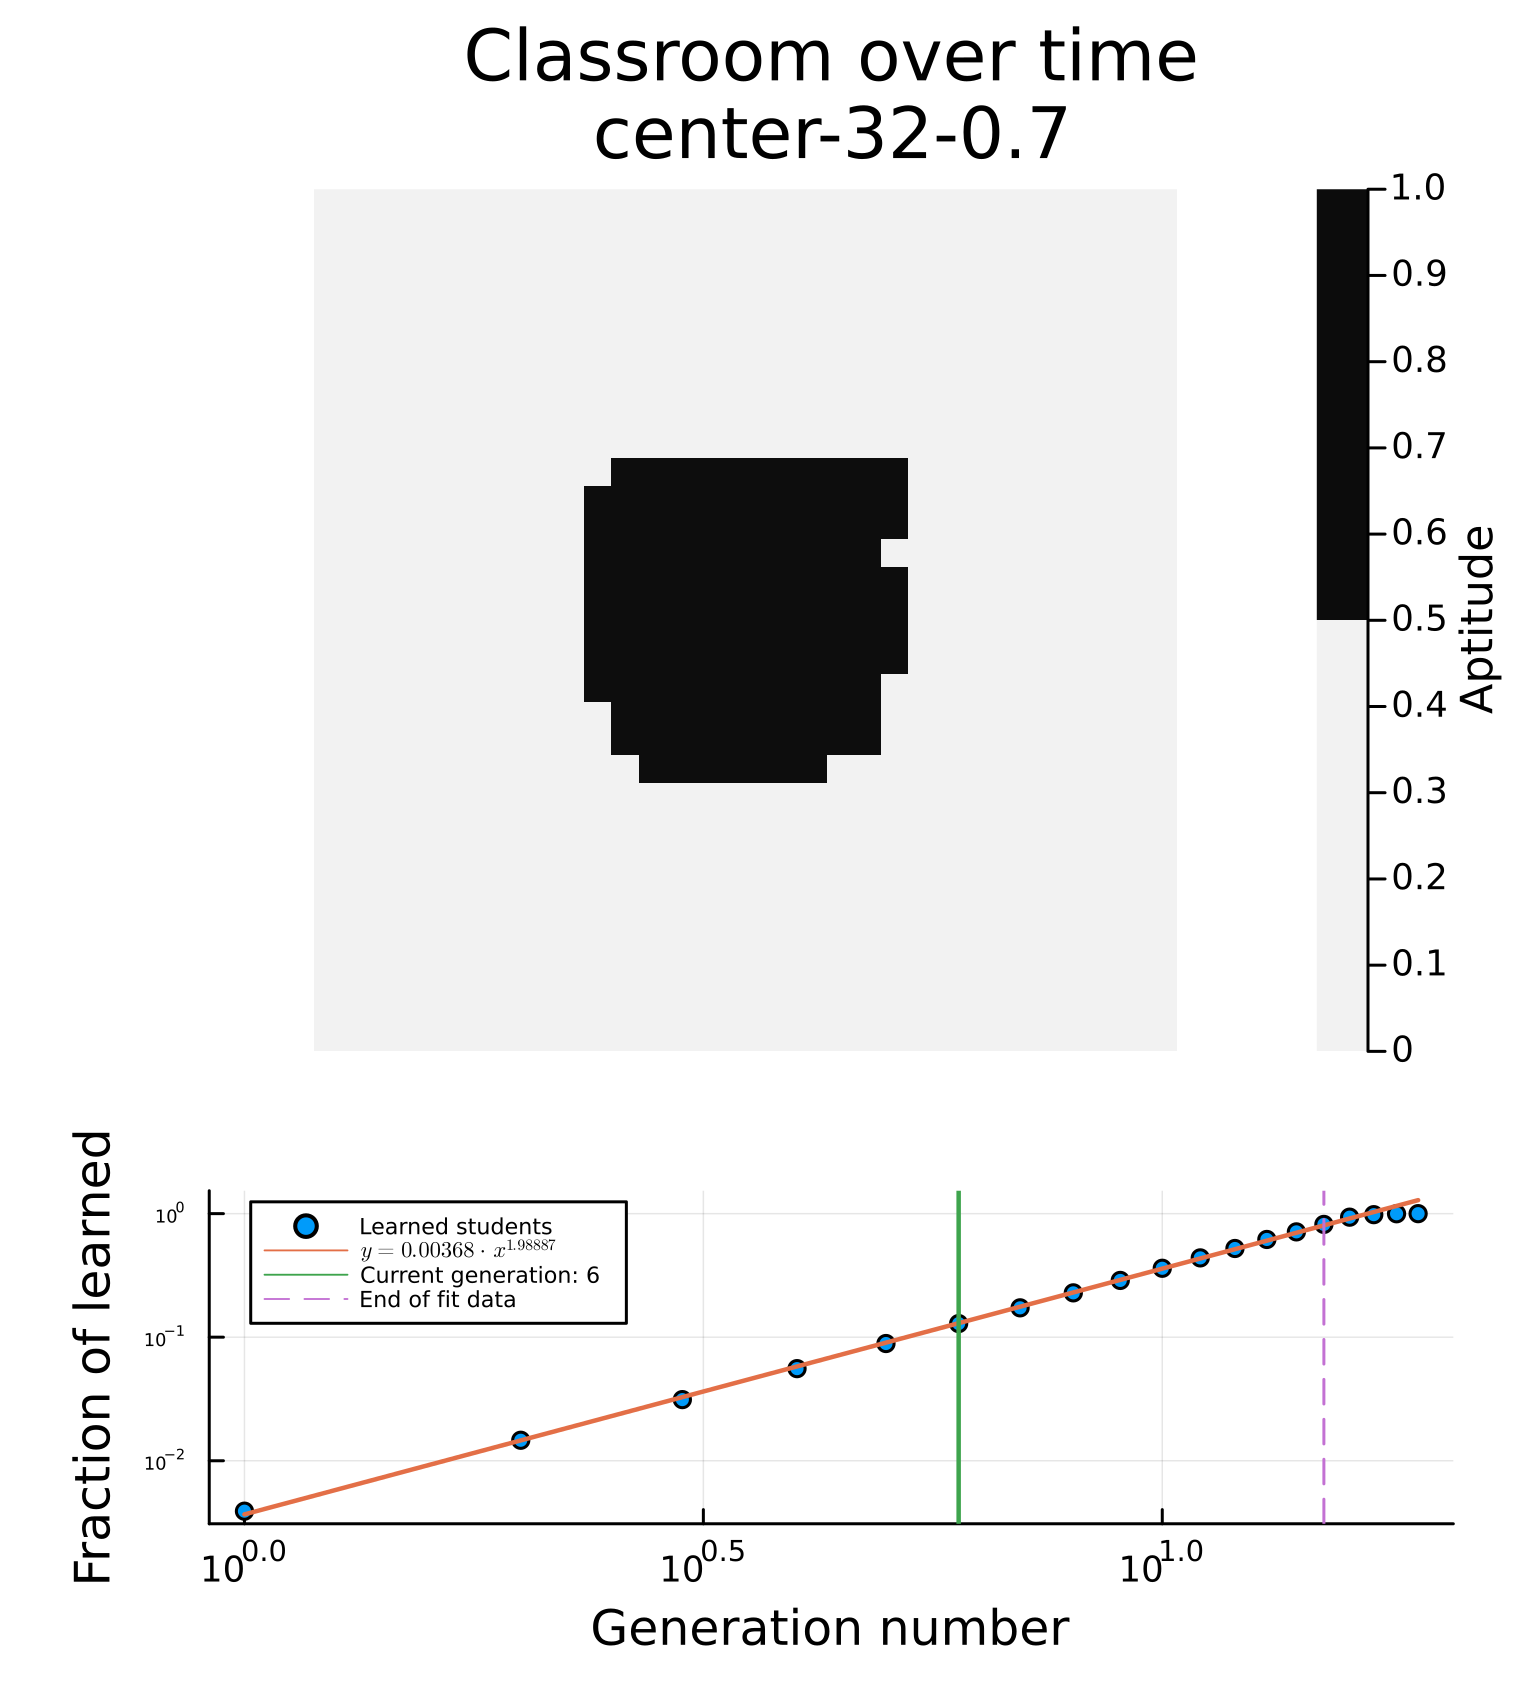 Classroom over time
center-32-0.7
1.0
0.9
0.8
0.7
0.6
0.5
0.4
0.3
0.2
0.1
0
Aptitude
Fraction of learned
10⁰
10⁻¹
10⁻²
Learned students
y = 0.00368 · x^1.98887
Current generation: 6
End of fit data
10^0.0
10^0.5
10^1.0
Generation number